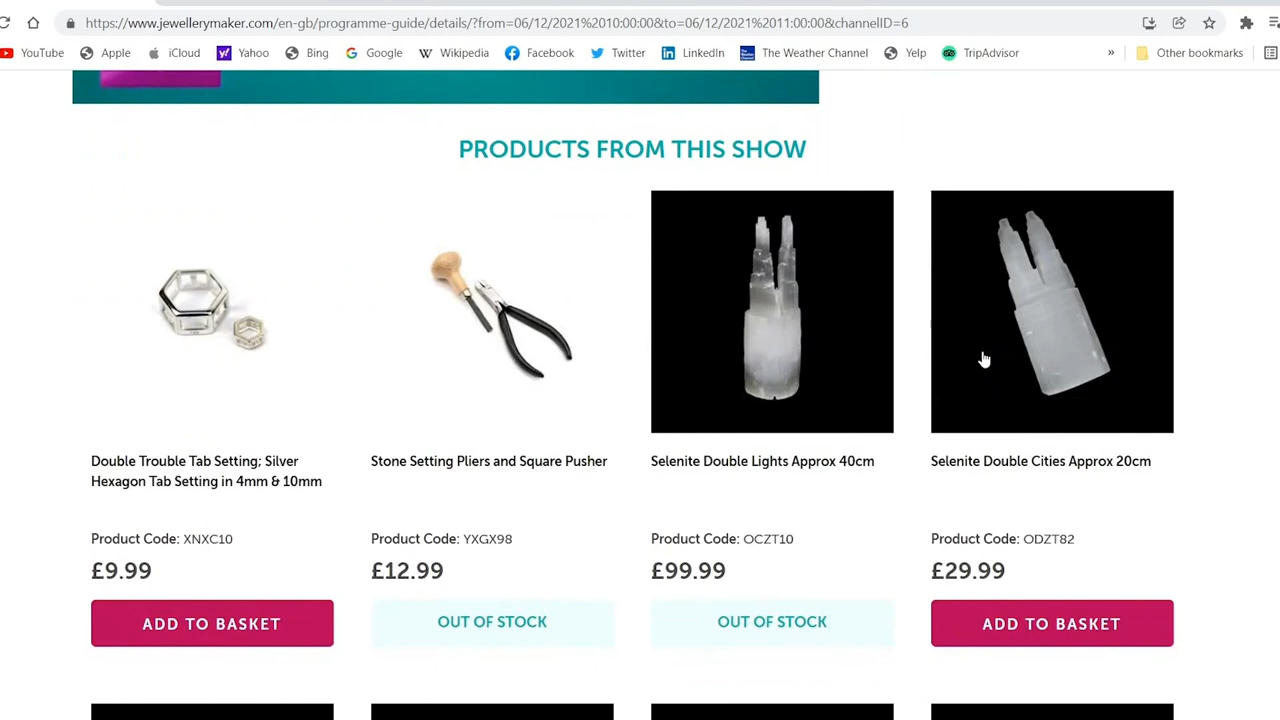 https://www.jewellerymaker.com/en-gb/programme-guide/details/?from=06/12/2021%2010:00:00&to=06/12/2021%2011:00:00&channelID=6
YouTube Apple iCloud Yahoo Bing Google Wikipedia Facebook Twitter LinkedIn The Weather Channel Yelp TripAdvisor » Other bookmarks
PRODUCTS FROM THIS SHOW
Double Trouble Tab Setting; Silver
Hexagon Tab Setting in 4mm & 10mm
Product Code: XNXC10
£9.99
ADD TO BASKET
Stone Setting Pliers and Square Pusher
Product Code: YXGX98
£12.99
OUT OF STOCK
Selenite Double Lights Approx 40cm
Product Code: OCZT10
£99.99
OUT OF STOCK
Selenite Double Cities Approx 20cm
Product Code: ODZT82
£29.99
ADD TO BASKET